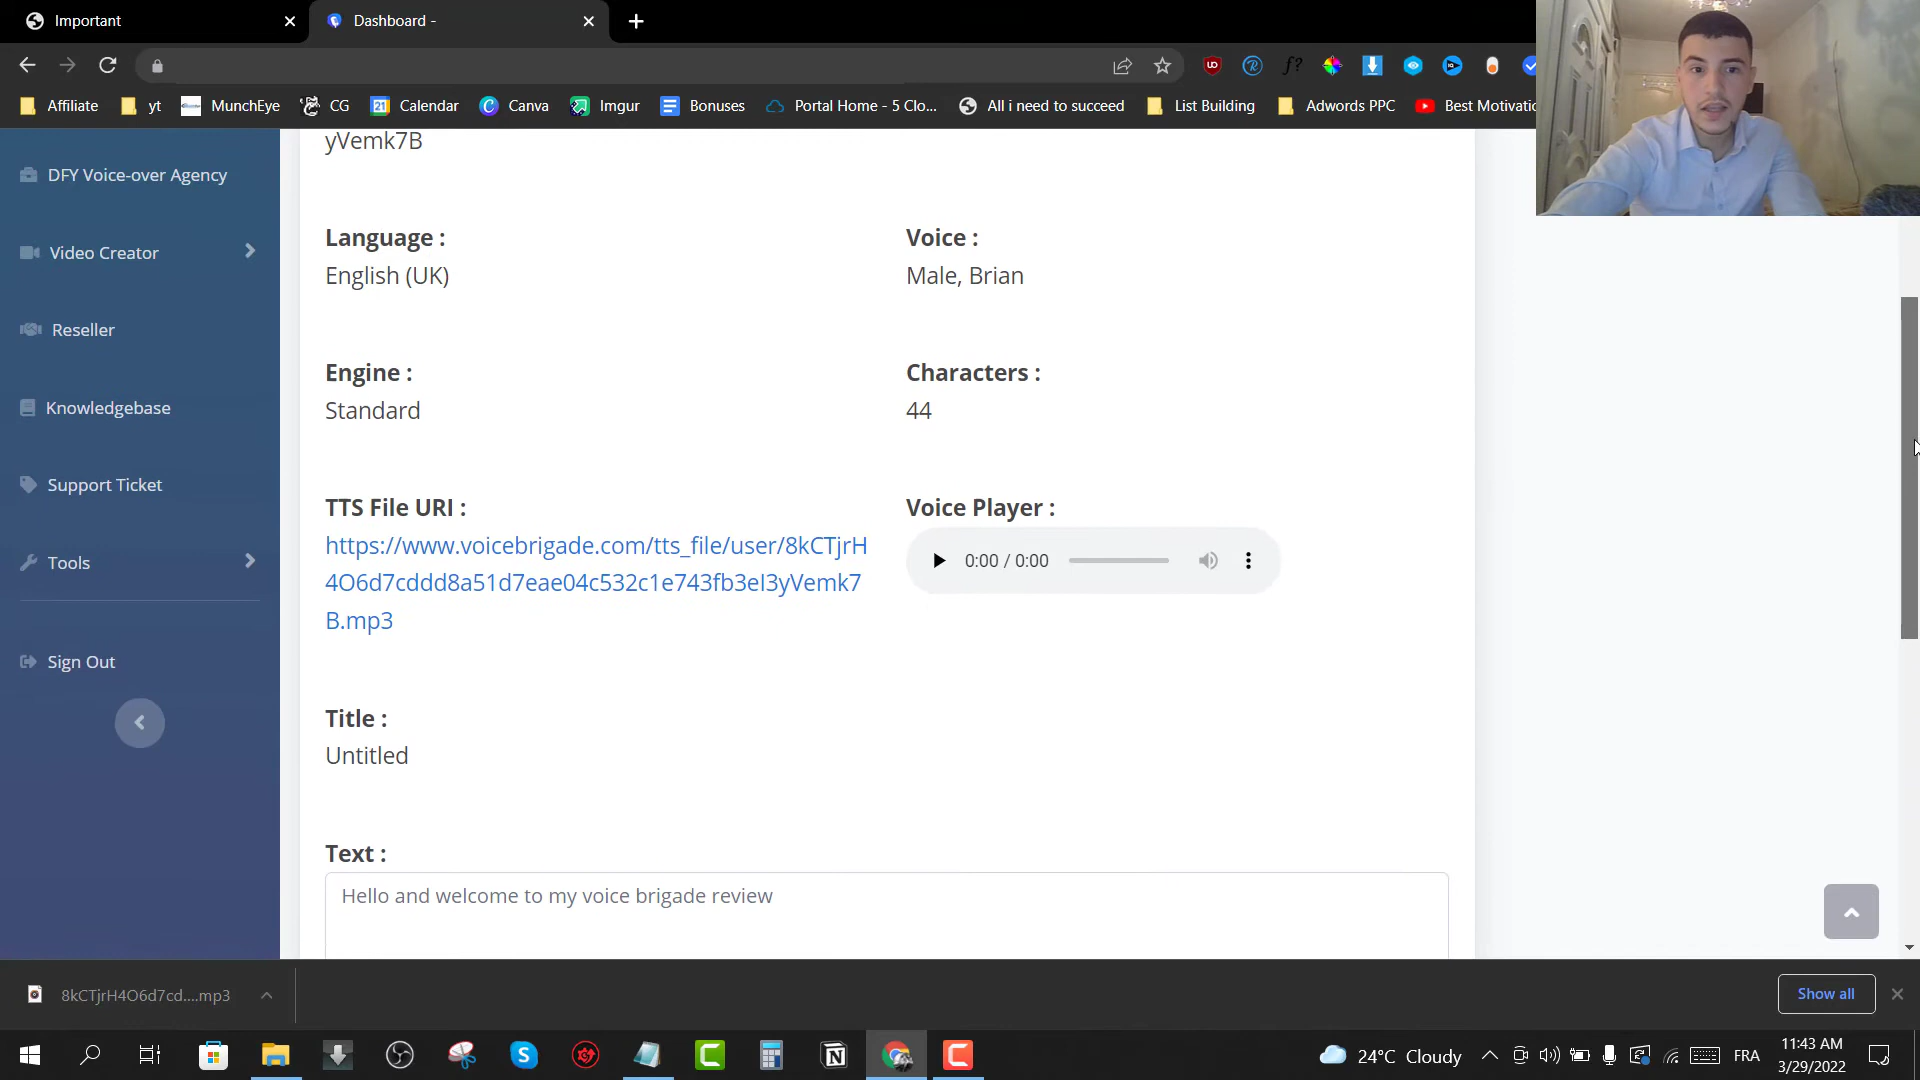 Important
Dashboard -
Affiliate
yt
MunchEye
CG
Calendar
Canva
Imgur
Bonuses
Portal Home - 5 Clo...
All i need to succeed
List Building
Adwords PPC
Best Motivatio
DFY Voice-over Agency
Video Creator
Reseller
Knowledgebase
Support Ticket
Tools
Sign Out
yVemk7B
Language :
English (UK)
Voice :
Male, Brian
Engine :
Standard
Characters :
44
TTS File URI :
https://www.voicebrigade.com/tts_file/user/8kCTjrH
4O6d7cddd8a51d7eae04c532c1e743fb3eI3yVemk7
B.mp3
Voice Player :
0:00 / 0:00
Title :
Untitled
Text :
Hello and welcome to my voice brigade review
8kCTjrH4O6d7cd....mp3
Show all
24°C Cloudy
FRA
11:43 AM
3/29/2022